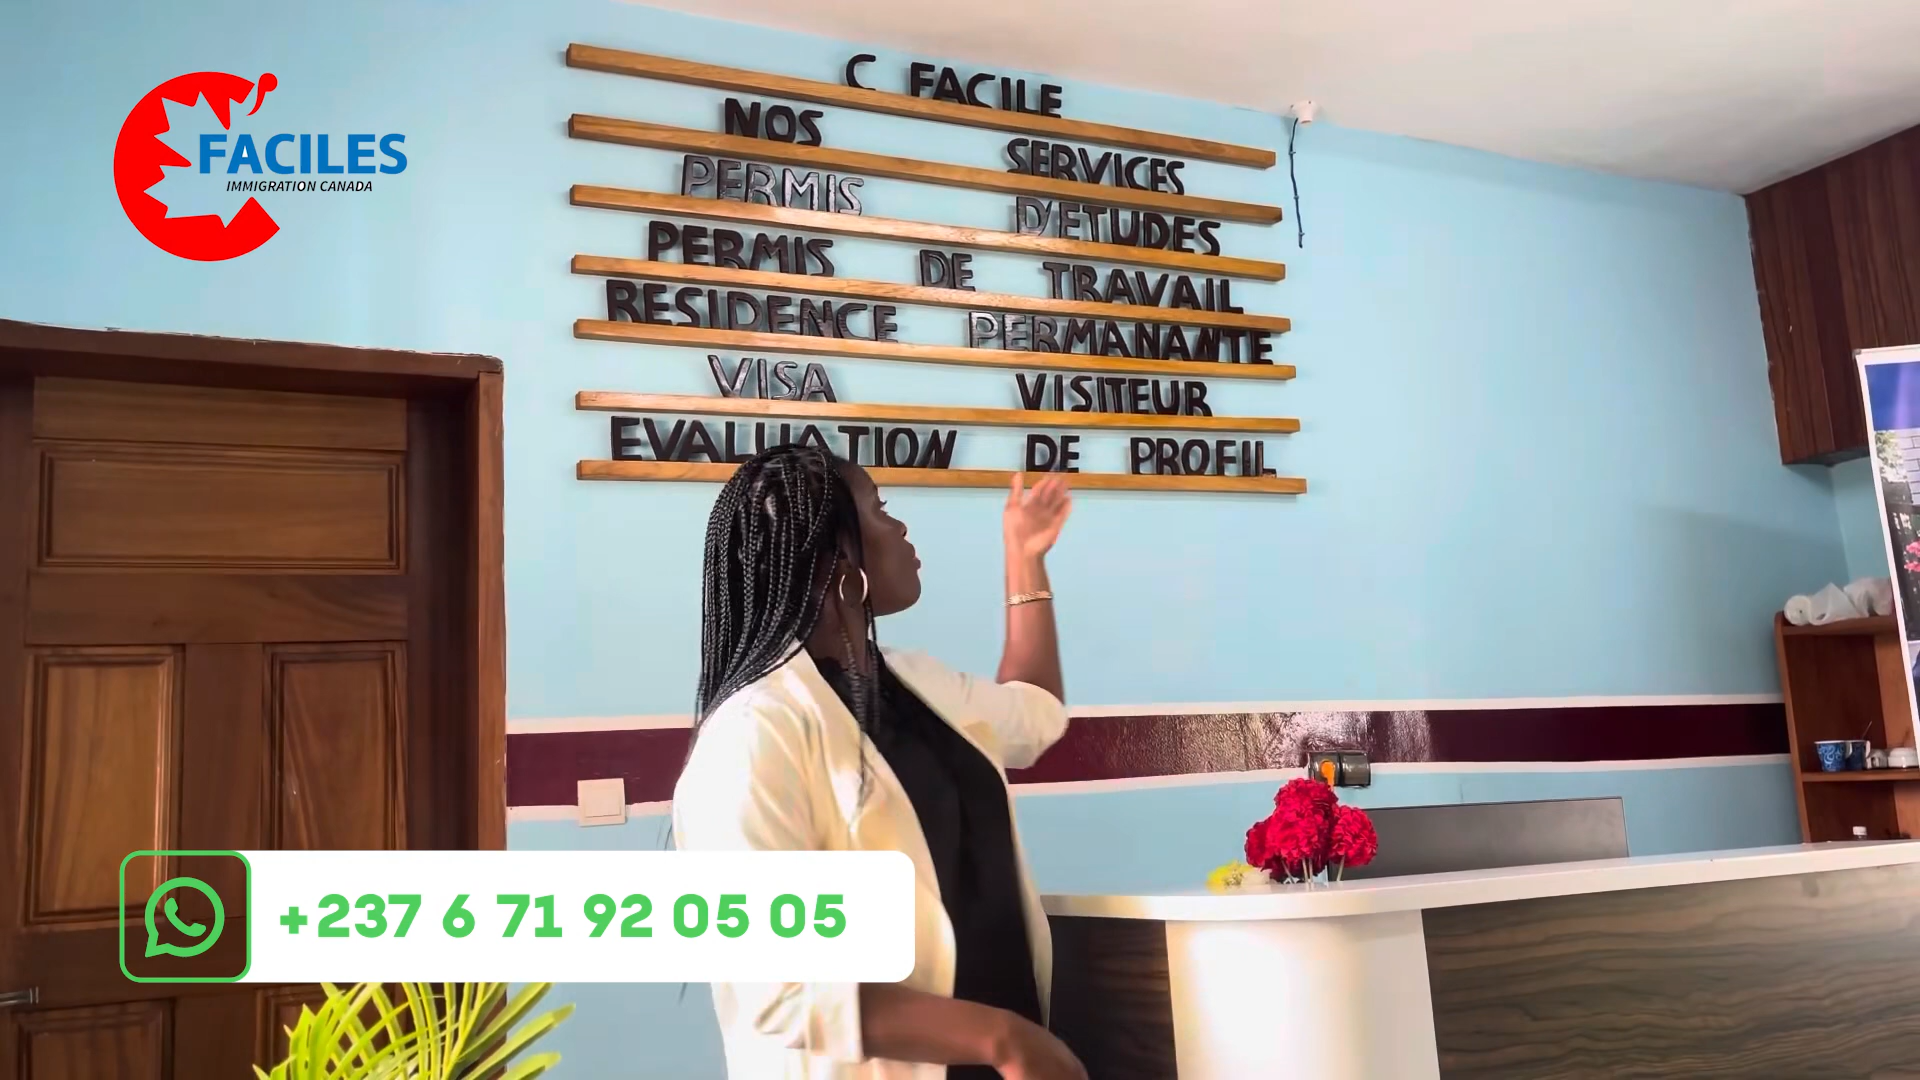 C'FACILES
IMMIGRATION CANADA
C FACILE
NOS SERVICES
PERMIS D'ETUDES
PERMIS DE TRAVAIL
RESIDENCE PERMANANTE
VISA VISITEUR
EVALUATION DE PROFIL
+237 6 71 92 05 05